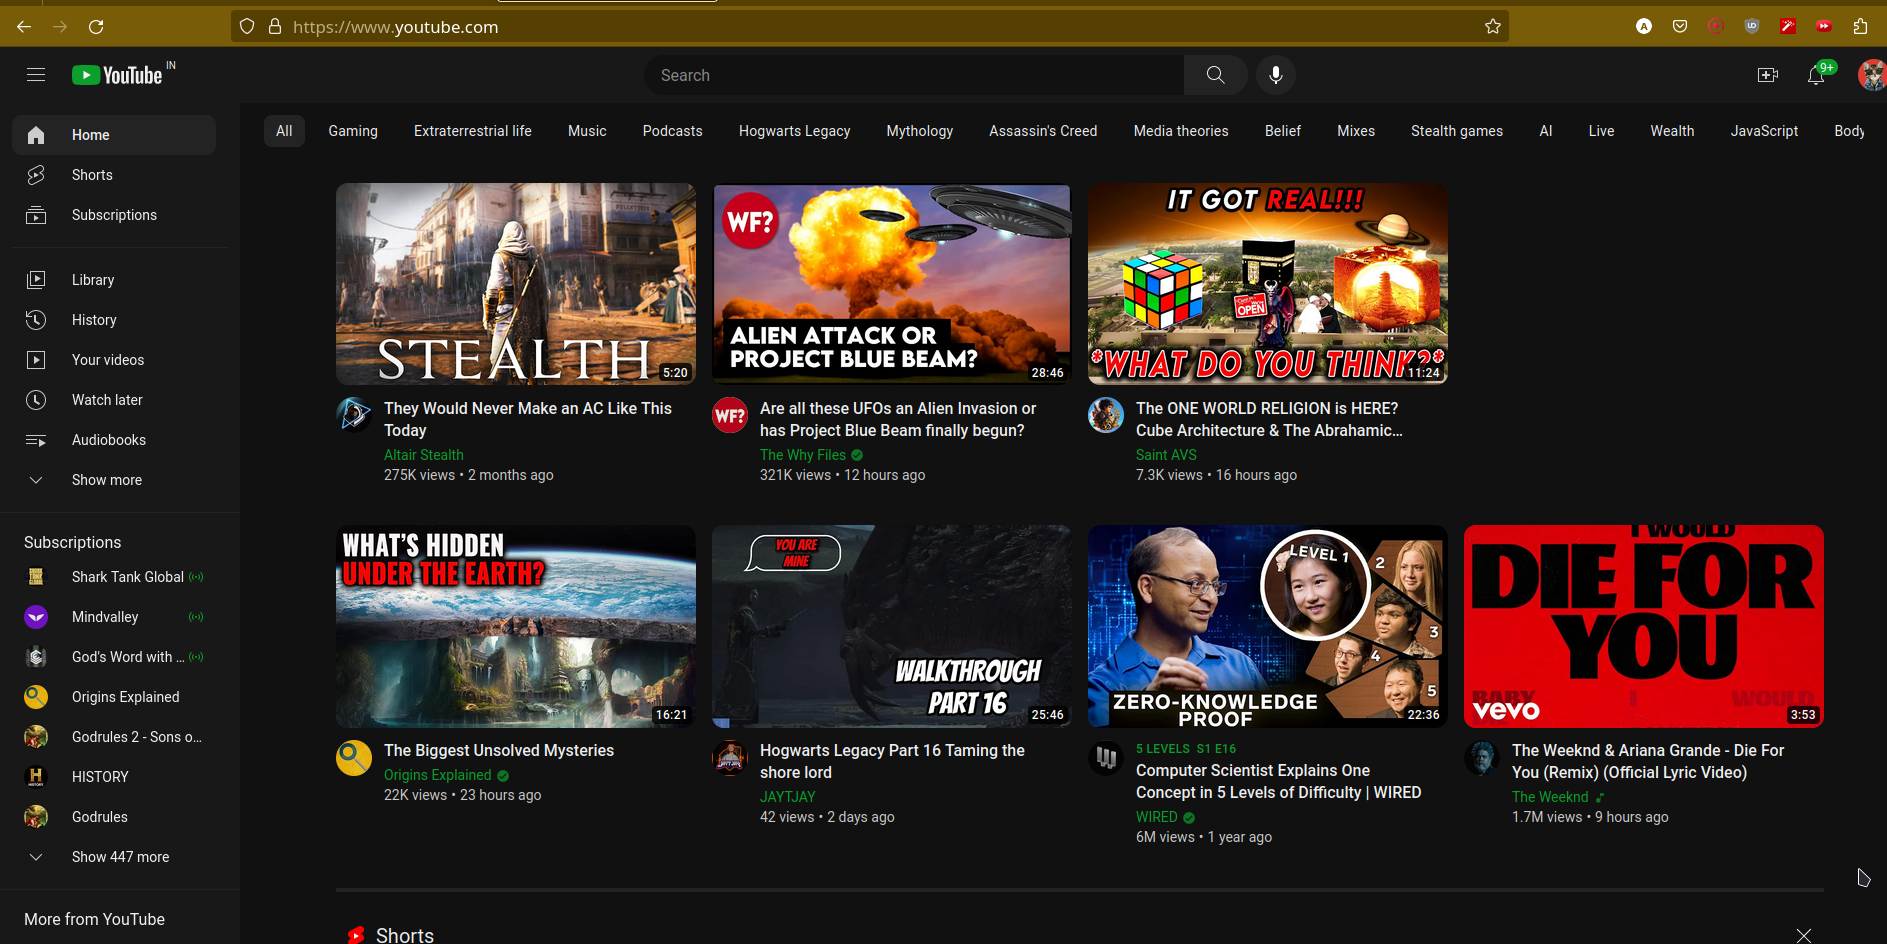 https://www.youtube.com
YouTube IN
Search
9+
Home
Shorts
Subscriptions
Library
History
Your videos
Watch later
Audiobooks
Show more
Subscriptions
Shark Tank Global
Mindvalley
God's Word with ...
Origins Explained
Godrules 2 - Sons o...
HISTORY
Godrules
Show 447 more
More from YouTube
All Gaming Extraterrestrial life Music Podcasts Hogwarts Legacy Mythology Assassin's Creed Media theories Belief Mixes Stealth games AI Live Wealth JavaScript Body
STEALTH
5:20
They Would Never Make an AC Like This
Today
Altair Stealth
275K views • 2 months ago
WF?
ALIEN ATTACK OR
PROJECT BLUE BEAM?
28:46
WF?
Are all these UFOs an Alien Invasion or
has Project Blue Beam finally begun?
The Why Files
321K views • 12 hours ago
IT GOT REAL!!!
OPEN
*WHAT DO YOU THINK?*
11:24
The ONE WORLD RELIGION is HERE?
Cube Architecture & The Abrahamic...
Saint AVS
7.3K views • 16 hours ago
WHAT'S HIDDEN
UNDER THE EARTH?
16:21
The Biggest Unsolved Mysteries
Origins Explained
22K views • 23 hours ago
YOU ARE
MINE
WALKTHROUGH
PART 16
25:46
Hogwarts Legacy Part 16 Taming the
shore lord
JAYTJAY
42 views • 2 days ago
LEVEL 1
2
3
4
5
ZERO-KNOWLEDGE
PROOF
22:36
5 LEVELS S1 E16
Computer Scientist Explains One
Concept in 5 Levels of Difficulty | WIRED
WIRED
6M views • 1 year ago
I WOULD
DIE FOR
YOU
BABY I WOULD
vevo
3:53
The Weeknd & Ariana Grande - Die For
You (Remix) (Official Lyric Video)
The Weeknd
1.7M views • 9 hours ago
Shorts